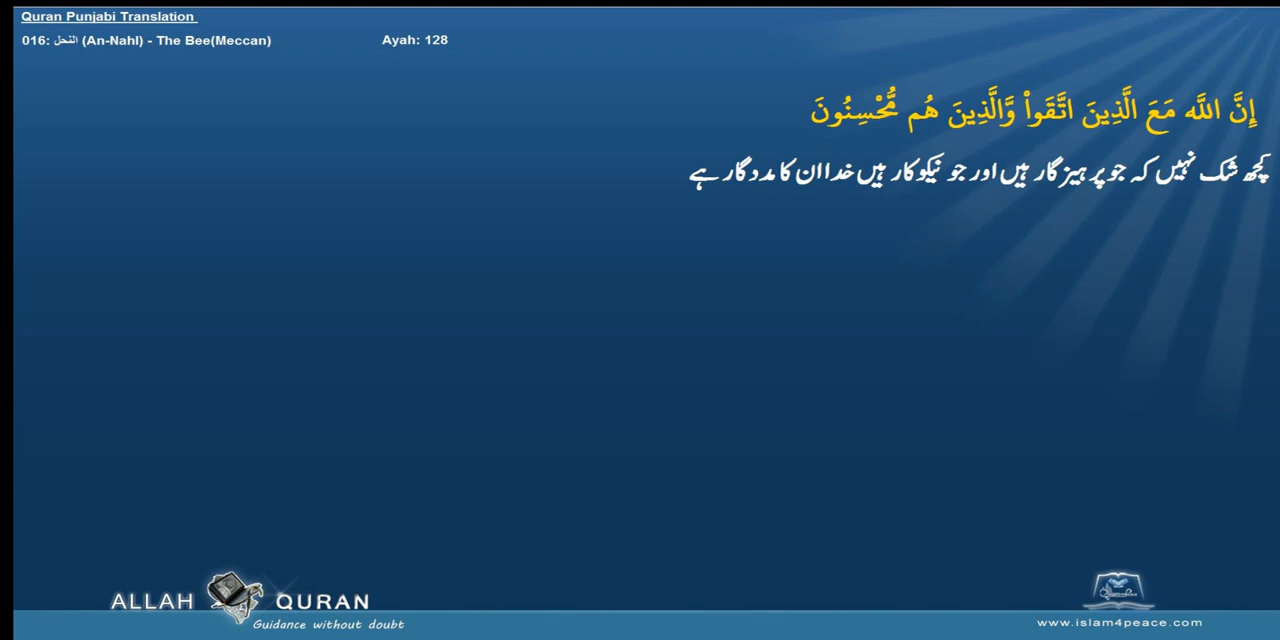 Quran Punjabi Translation
016: النحل (An-Nahl) - The Bee(Meccan) Ayah: 128
إِنَّ اللَّه مَعَ الَّذِينَ اتَّقَواْ وَّالَّذِينَ هُم مُّحْسِنُونَ
کچھ شک نہیں کہ جو پرہیزگار ہیں اور جو نیکوکار ہیں خدا ان کا مددگار ہے
ALLAH QURAN
Guidance without doubt
www.islam4peace.com